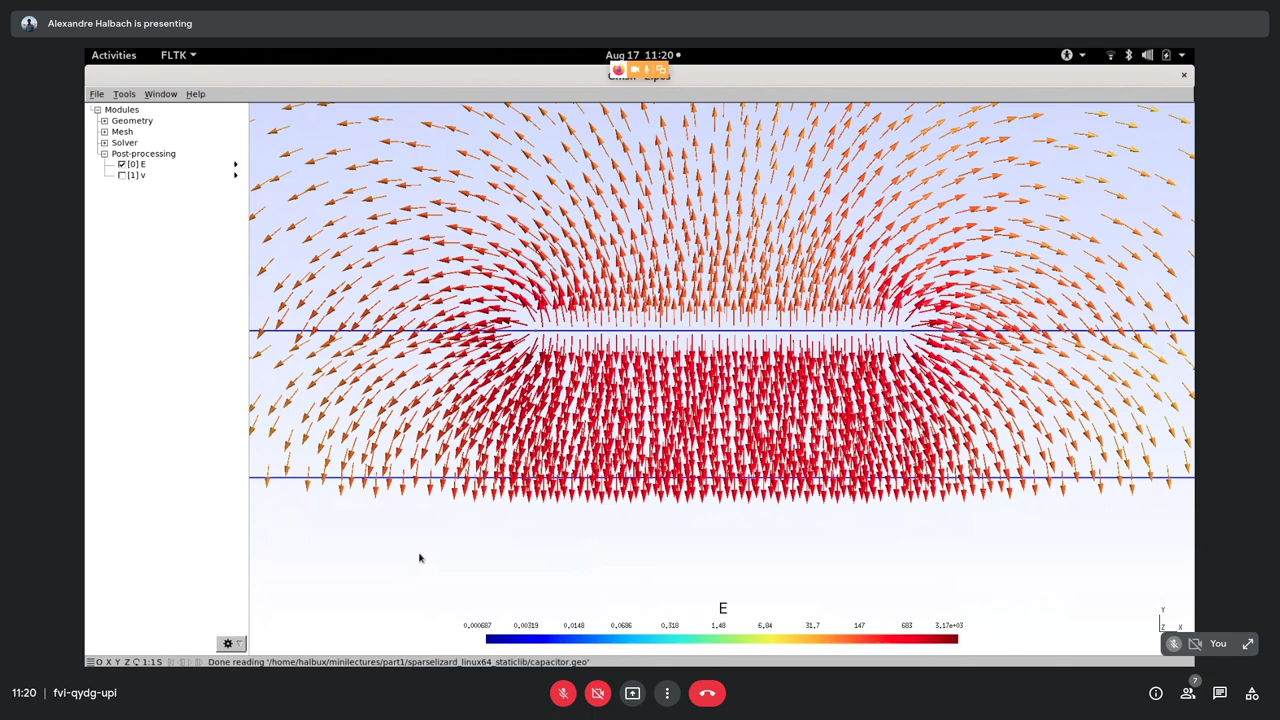 Alexandre Halbach is presenting
Activities FLTK Aug 17 11:20
File Tools Window Help
Modules
Geometry
Mesh
Solver
Post-processing
[0] E
[1] v
E
0.000687 0.00319 0.0148 0.0686 0.318 1.48 6.84 31.7 147 683 3.17e+03
Y
Z X
You
O X Y Z 1:1 S Done reading '/home/halbux/minilectures/part1/sparselizard_linux64_staticlib/capacitor.geo'
11:20 | fvi-qydg-upi
7